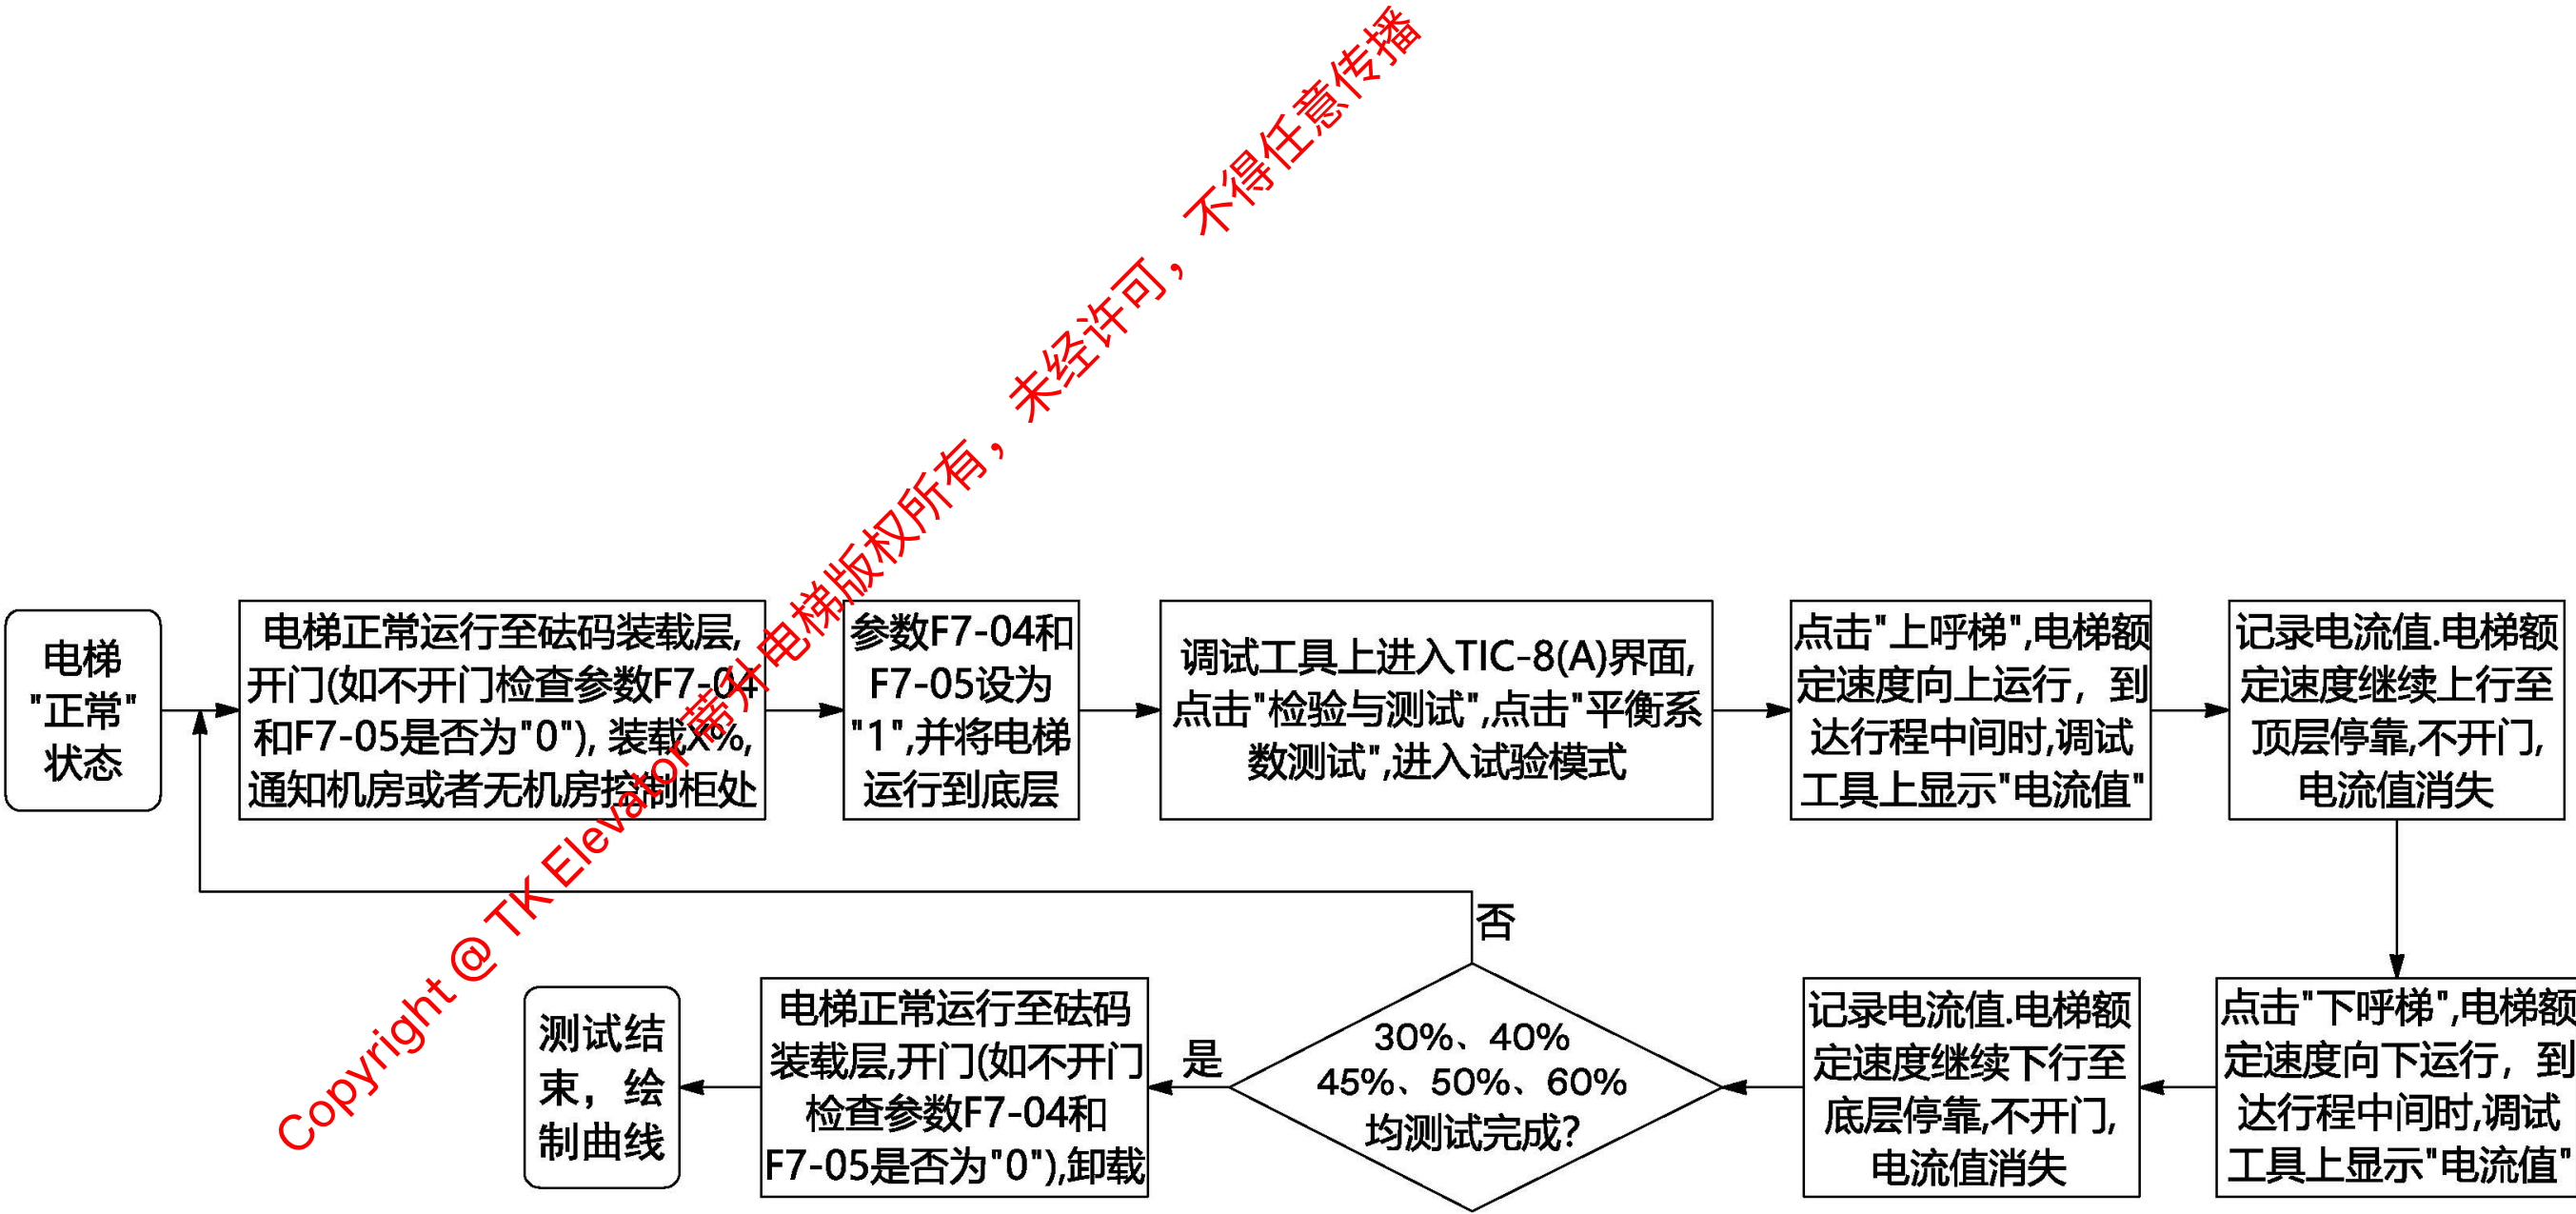 电梯
"正常"
状态
电梯正常运行至砝码装载层,
开门(如不开门检查参数F7-04
和F7-05是否为"0"), 装载X%,
通知机房或者无机房控制柜处
参数F7-04和
F7-05设为
"1",并将电梯
运行到底层
调试工具上进入TIC-8(A)界面,
点击"检验与测试",点击"平衡系
数测试",进入试验模式
点击"上呼梯",电梯额
定速度向上运行，到
达行程中间时,调试
工具上显示"电流值"
记录电流值.电梯额
定速度继续上行至
顶层停靠,不开门,
电流值消失
点击"下呼梯",电梯额
定速度向下运行，到
达行程中间时,调试
工具上显示"电流值"
记录电流值.电梯额
定速度继续下行至
底层停靠,不开门,
电流值消失
30%、40%
45%、50%、60%
均测试完成?
否
是
电梯正常运行至砝码
装载层,开门(如不开门
检查参数F7-04和
F7-05是否为"0"),卸载
测试结
束，绘
制曲线
Copyright @ TK Elevator 蒂升电梯版权所有，未经许可，不得任意传播